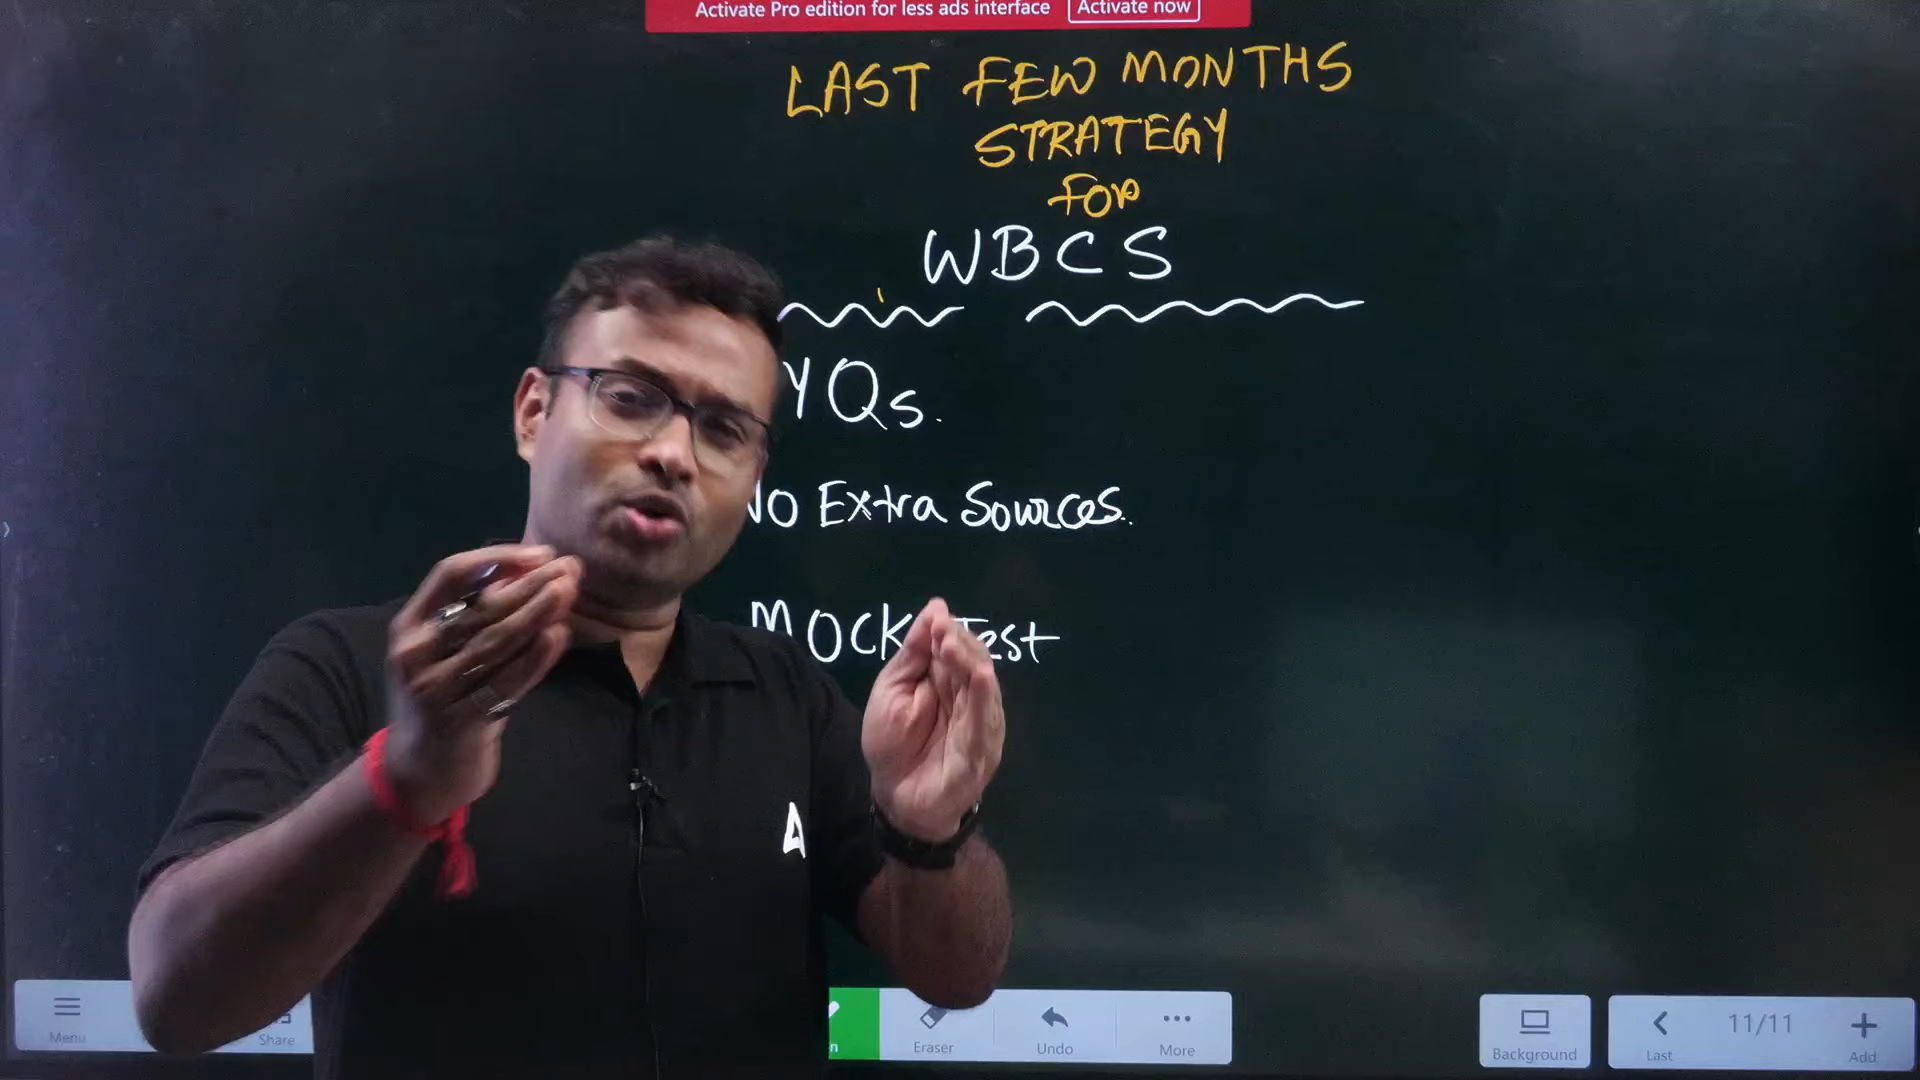 Activate Pro edition for less ads interface Activate now
LAST FEW MONTHS
STRATEGY
FOR
WBCS
YQs.
No Extra Sources.
MOCK Test
A
Menu
Share
Eraser
Undo
More
Background
Last
11/11
Add